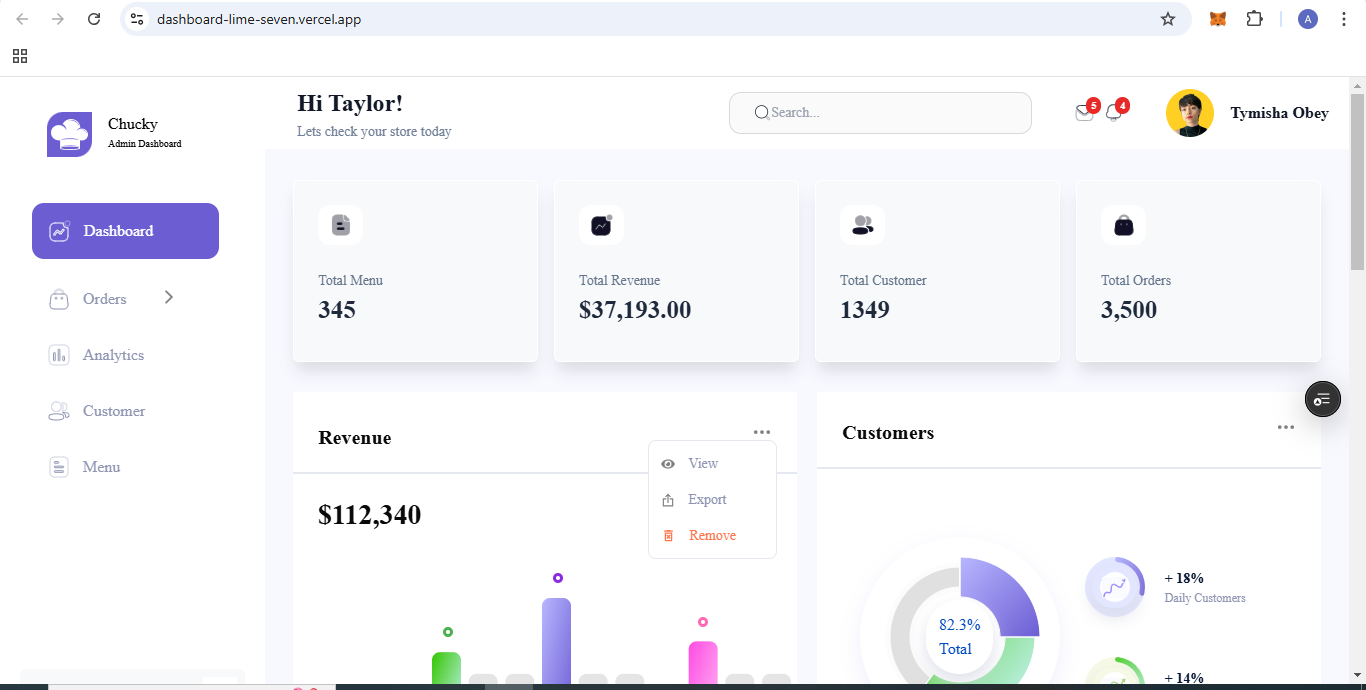 dashboard-lime-seven.vercel.app
A
Chucky
Admin Dashboard
Hi Taylor!
Lets check your store today
Search...
5
4
Tymisha Obey
Dashboard
Orders
Analytics
Customer
Menu
Total Menu
345
Total Revenue
$37,193.00
Total Customer
1349
Total Orders
3,500
Revenue
View
Export
Remove
$112,340
Customers
82.3%
Total
+ 18%
Daily Customers
+ 14%